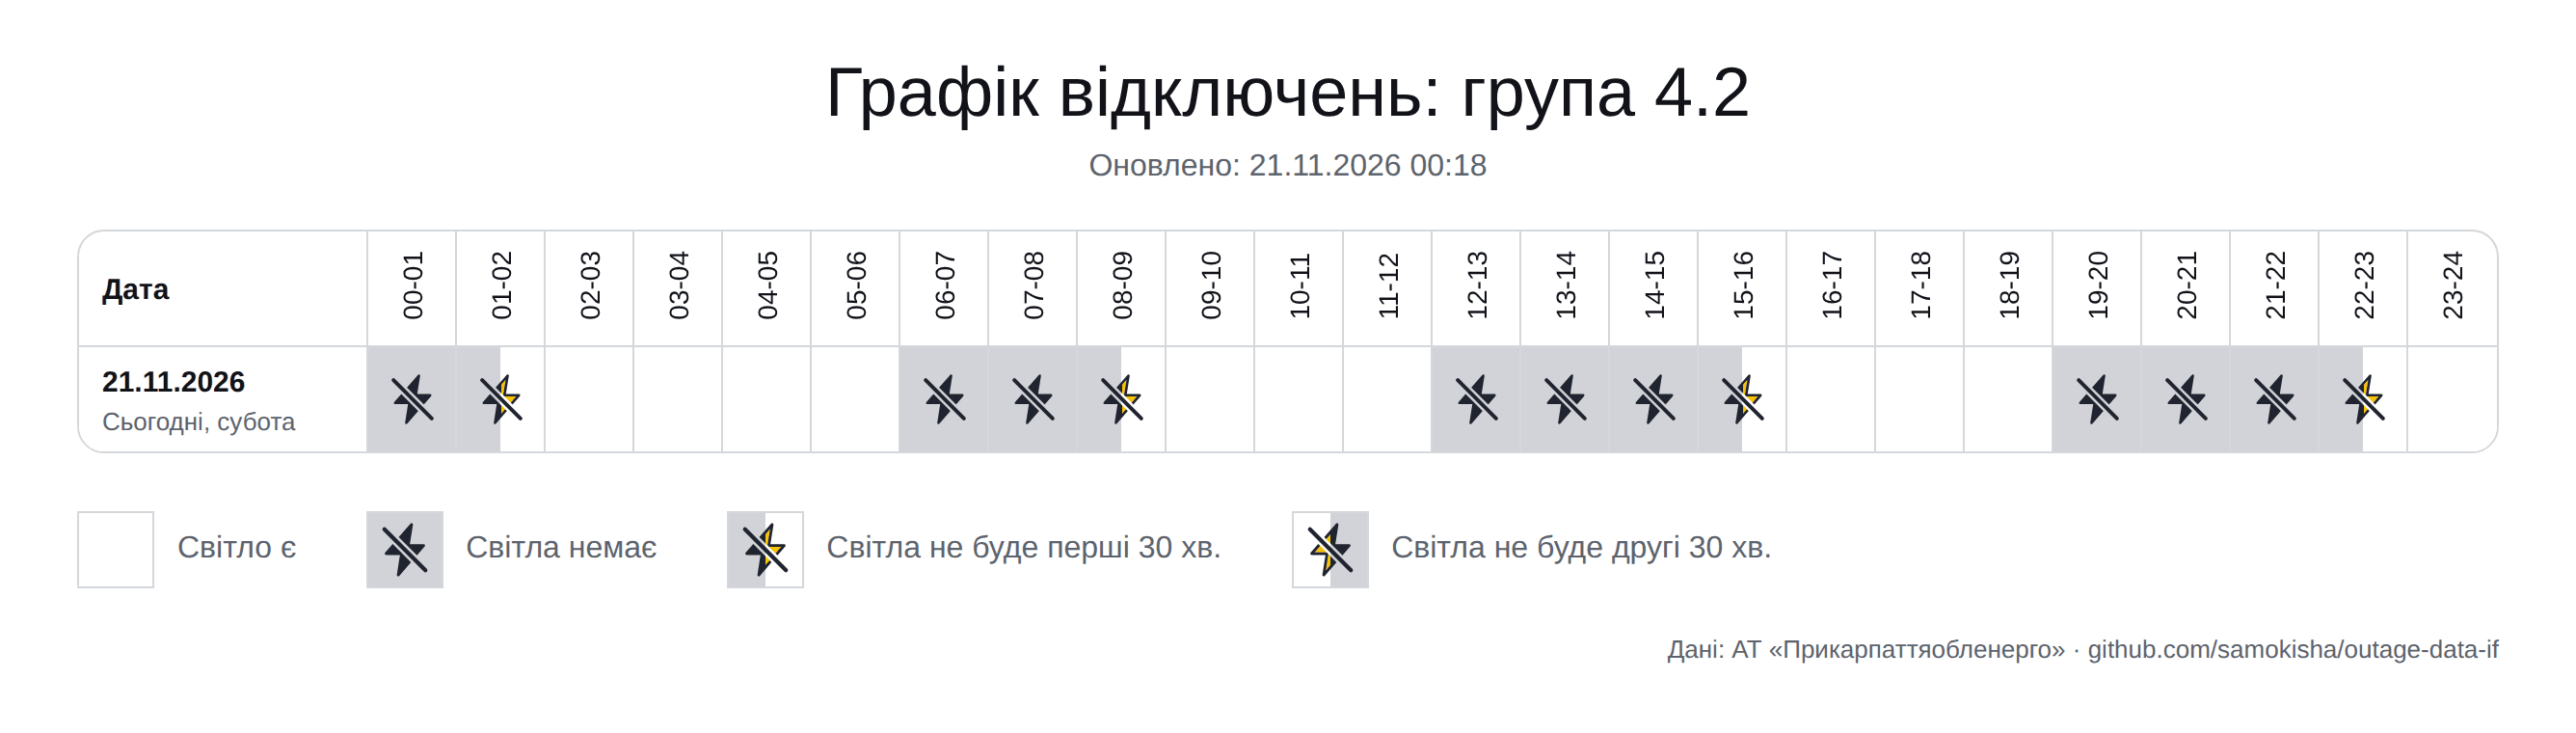 Графік відключень: група 4.2
Оновлено: 21.11.2026 00:18
Дата 00-01 01-02 02-03 03-04 04-05 05-06 06-07 07-08 08-09 09-10 10-11 11-12 12-13 13-14 14-15 15-16 16-17 17-18 18-19 19-20 20-21 21-22 22-23 23-24
21.11.2026
Сьогодні, субота
Світло є Світла немає Світла не буде перші 30 хв. Світла не буде другі 30 хв.
Дані: АТ «Прикарпаттяобленерго» · github.com/samokisha/outage-data-if